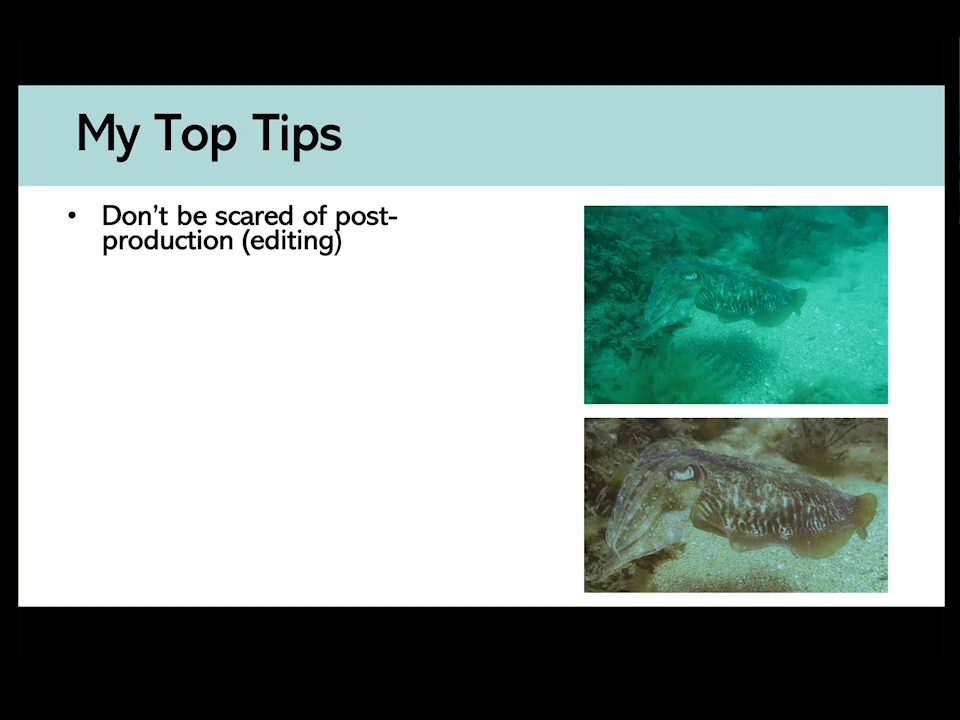 My Top Tips
• Don’t be scared of post-
production (editing)